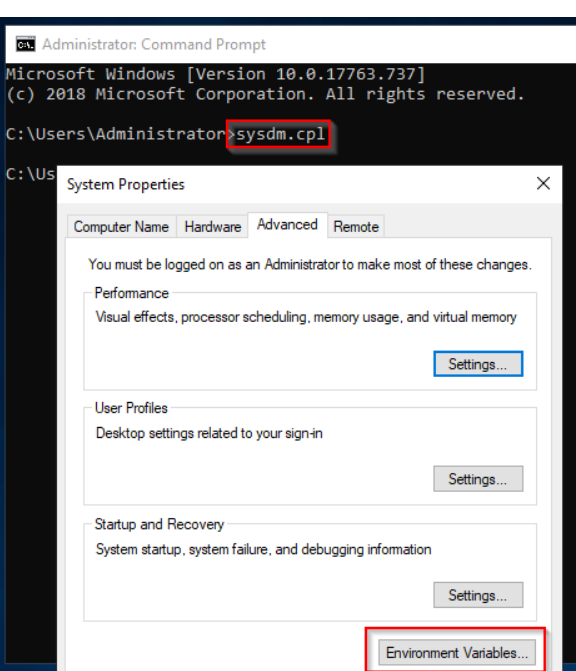 Administrator: Command Prompt
Microsoft Windows [Version 10.0.17763.737]
(c) 2018 Microsoft Corporation. All rights reserved.
C:\Users\Administrator>sysdm.cpl
C:\Us
System Properties
Computer Name Hardware Advanced Remote
You must be logged on as an Administrator to make most of these changes.
Performance
Visual effects, processor scheduling, memory usage, and virtual memory
Settings...
User Profiles
Desktop settings related to your sign-in
Settings...
Startup and Recovery
System startup, system failure, and debugging information
Settings...
Environment Variables...